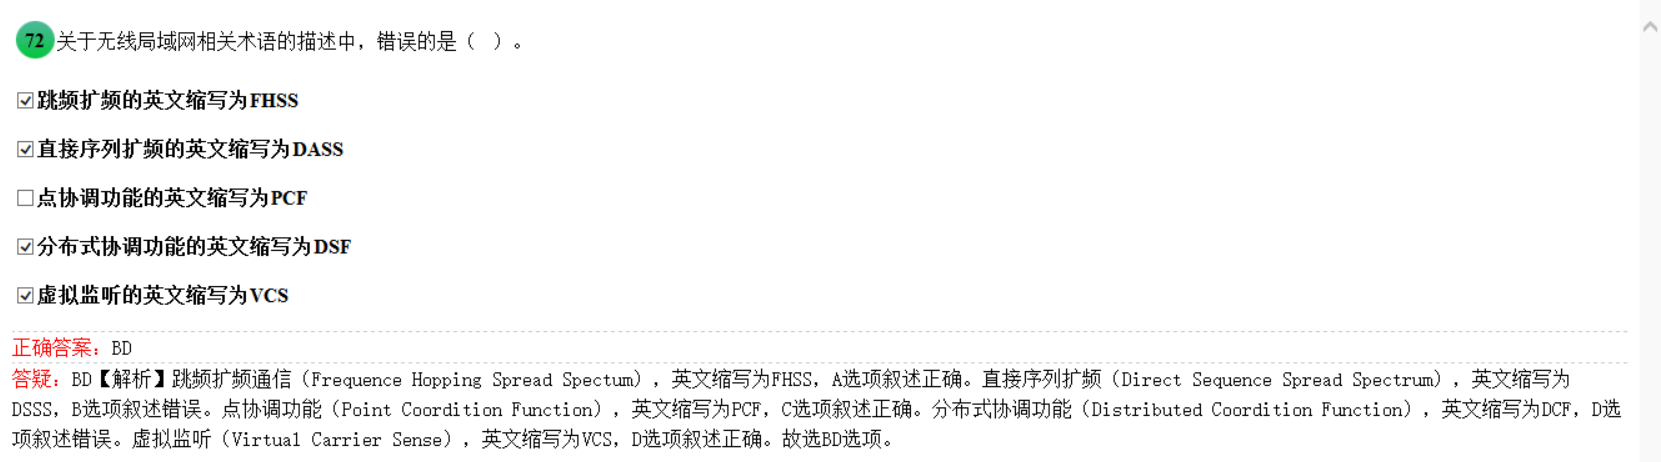 72 关于无线局域网相关术语的描述中，错误的是（  ）。
跳频扩频的英文缩写为FHSS
直接序列扩频的英文缩写为DASS
点协调功能的英文缩写为PCF
分布式协调功能的英文缩写为DSF
虚拟监听的英文缩写为VCS
正确答案：BD
答疑：BD【解析】跳频扩频通信（Frequence Hopping Spread Spectum），英文缩写为FHSS，A选项叙述正确。直接序列扩频（Direct Sequence Spread Spectrum），英文缩写为
DSSS，B选项叙述错误。点协调功能（Point Coordition Function），英文缩写为PCF，C选项叙述正确。分布式协调功能（Distributed Coordition Function），英文缩写为DCF，D选
项叙述错误。虚拟监听（Virtual Carrier Sense），英文缩写为VCS，D选项叙述正确。故选BD选项。